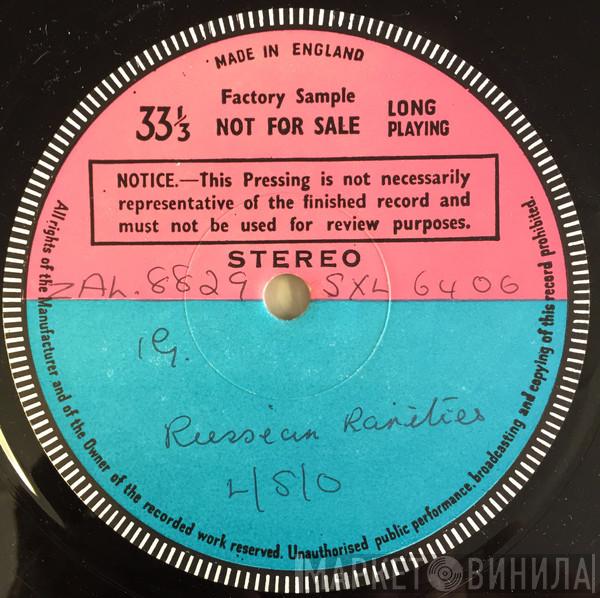 MADE IN ENGLAND
Factory Sample
33 1/3 NOT FOR SALE
LONG PLAYING
NOTICE.—This Pressing is not necessarily
representative of the finished record and
must not be used for review purposes.
STEREO
ZAL.8829 SXL 6406
1G.
Russian Rarities
L/S/O
All rights of the Manufacturer and of the Owner of the recorded work reserved. Unauthorised public performance, broadcasting and copying of this record prohibited.
МАРКЕТ ВИНИЛА